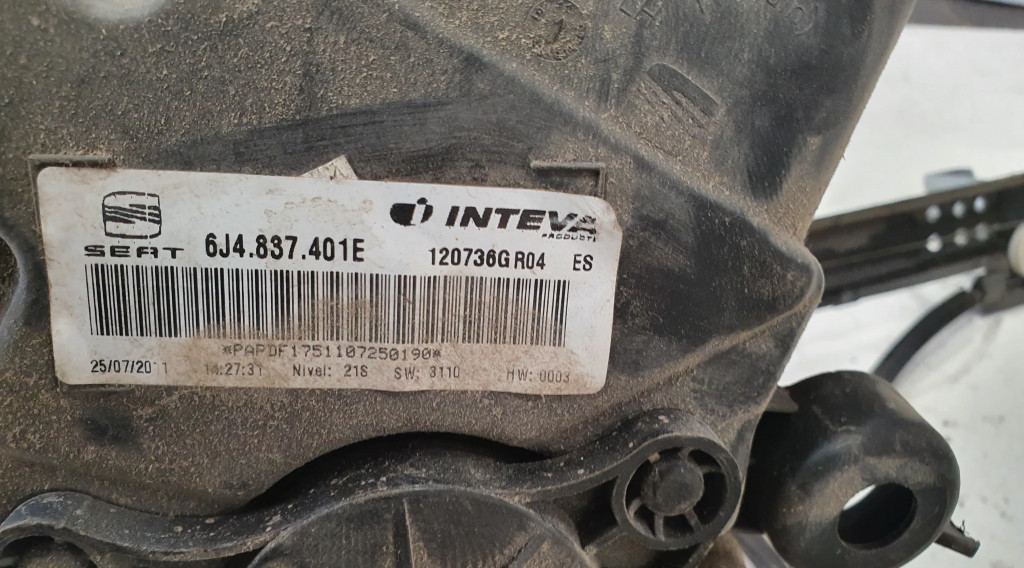 SEAT 6J4.837.401E
INTEVA
PRODUCTS
120736G R04 ES
*PAPDF1751107250190*
25/07/2011 14:27:31 Nivel: 21S SW: 3110 HW: 0003